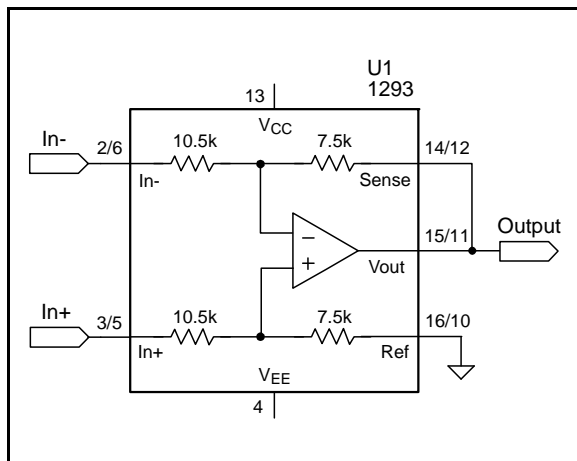 U1
1293
13
VCC
In-
2/6
10.5k
7.5k
14/12
In-
Sense
Output
15/11
Vout
In+
3/5
10.5k
7.5k
16/10
In+
Ref
VEE
4